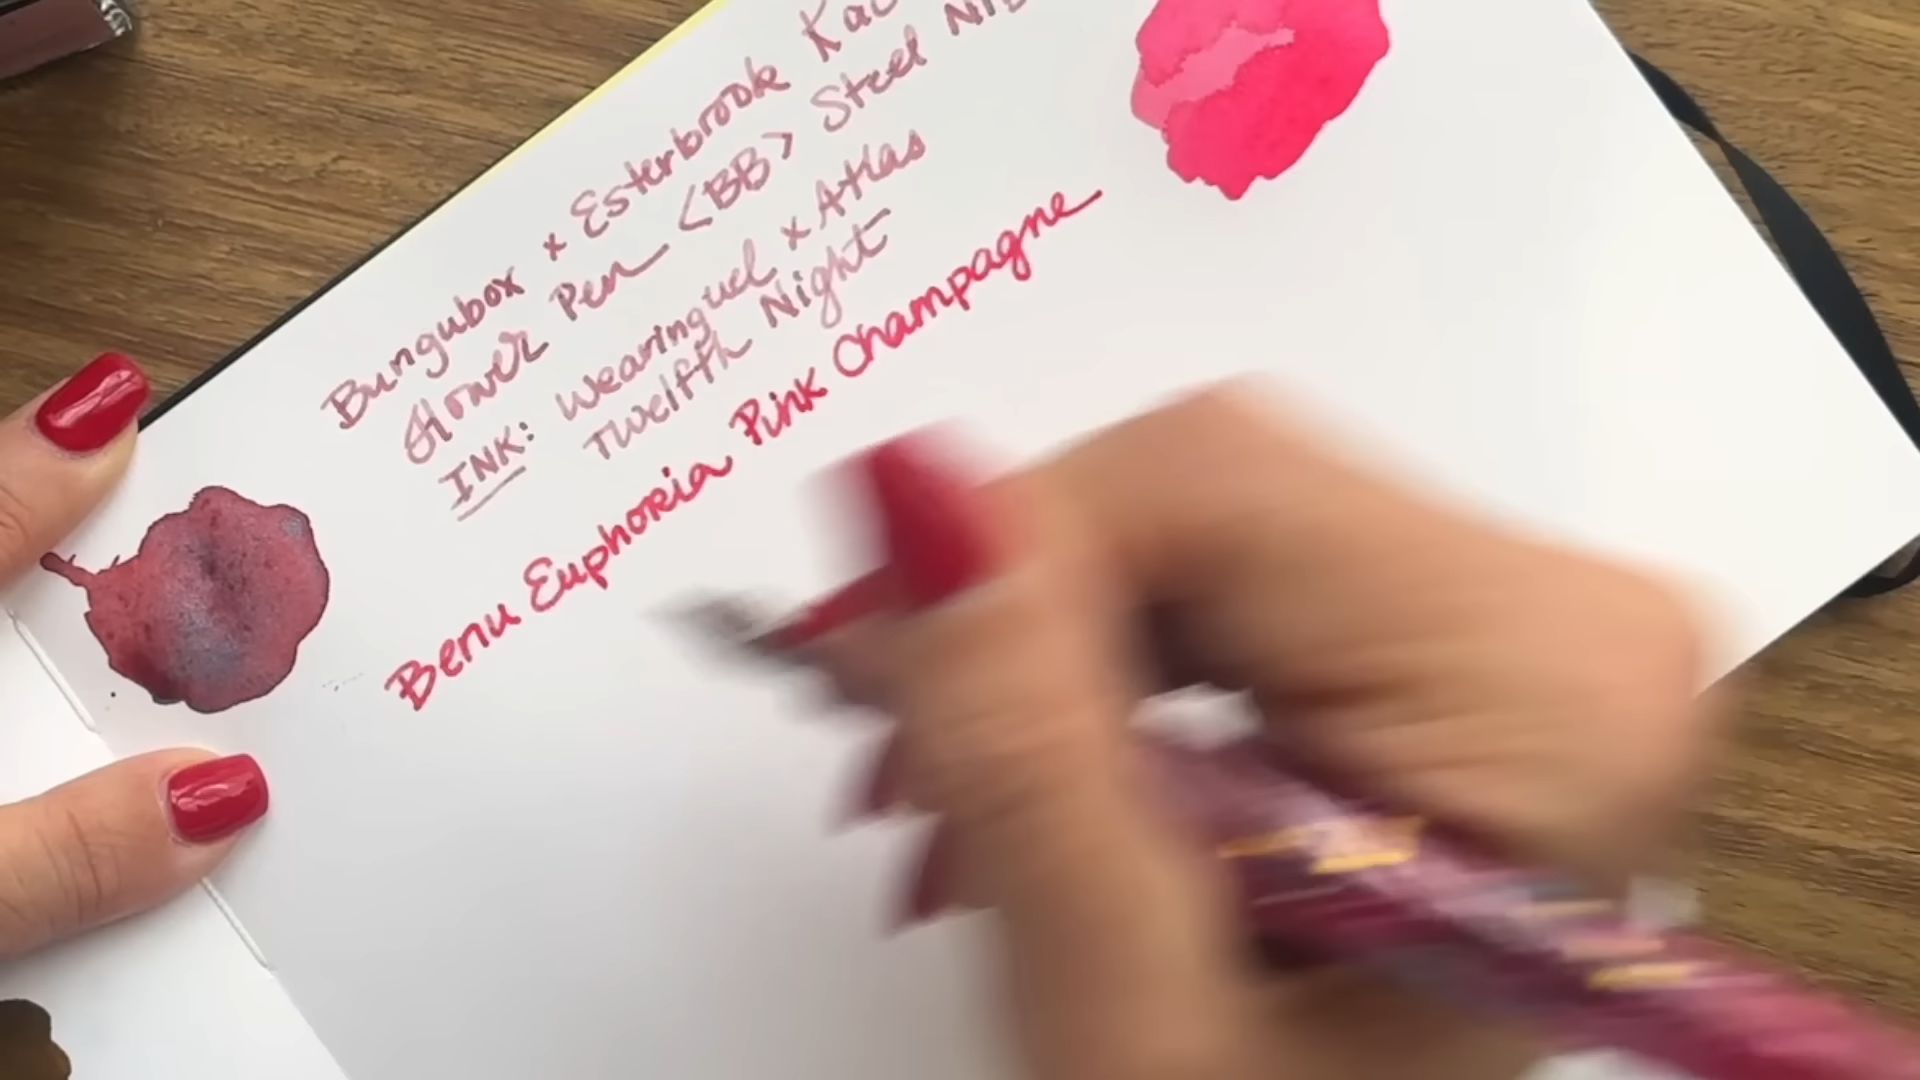 Bungubox x Esterbrook
Flower Pen <BB> Steel
INK: Wearingeul x Atlas
Twelfth Night
Benu Euphoria Pink Champagne